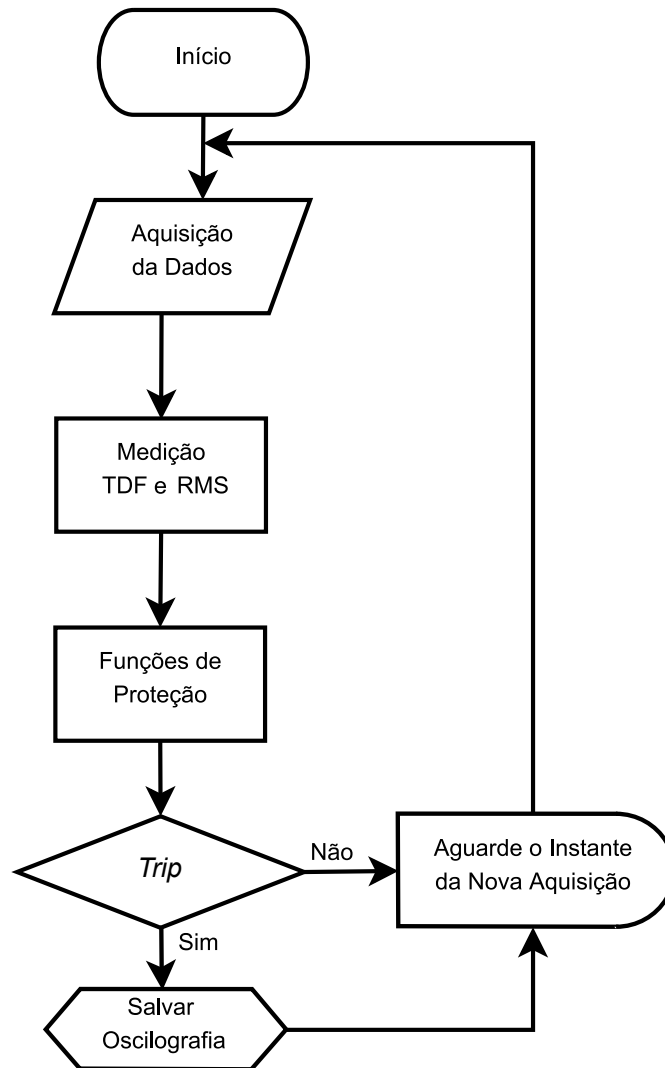 Início
Aquisição
da Dados
Medição
TDF e RMS
Funções de
Proteção
Trip
Não
Aguarde o Instante
da Nova Aquisição
Sim
Salvar
Oscilografia